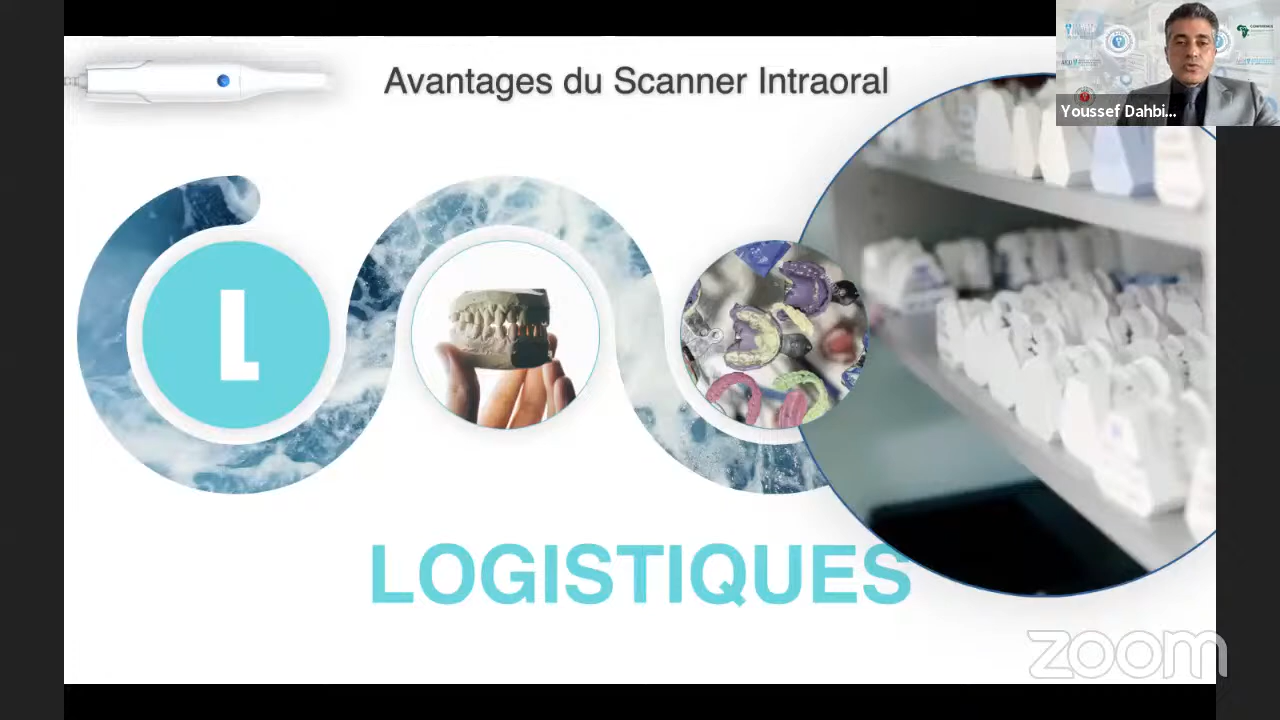 Avantages du Scanner Intraoral
Youssef Dahbi...
L
LOGISTIQUES
zoom